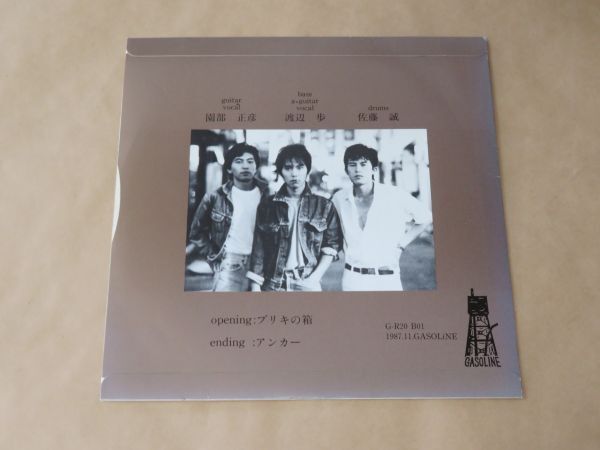 guitar
vocal
園部 正彦
bass
a-guitar
vocal
渡辺 歩
drums
佐藤 誠
opening:ブリキの箱
ending :アンカー
G-R20 B01
1987.11.GASOLiNE
GASOLiNE